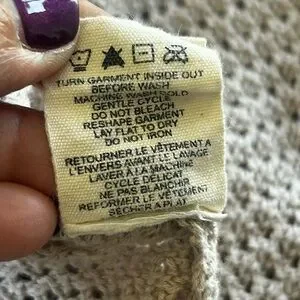 TURN GARMENT INSIDE OUT
BEFORE WASH
MACHINE WASH COLD
GENTLE CYCLE
DO NOT BLEACH
RESHAPE GARMENT
LAY FLAT TO DRY
DO NOT IRON
RETOURNER LE VÊTEMENT A
L'ENVERS AVANT LE LAVAGE
LAVER À LA MACHINE
CYCLE DÉLICAT
NE PAS BLANCHIR
REFORMER LE VÊTEMENT
SÉCHER A PLAT